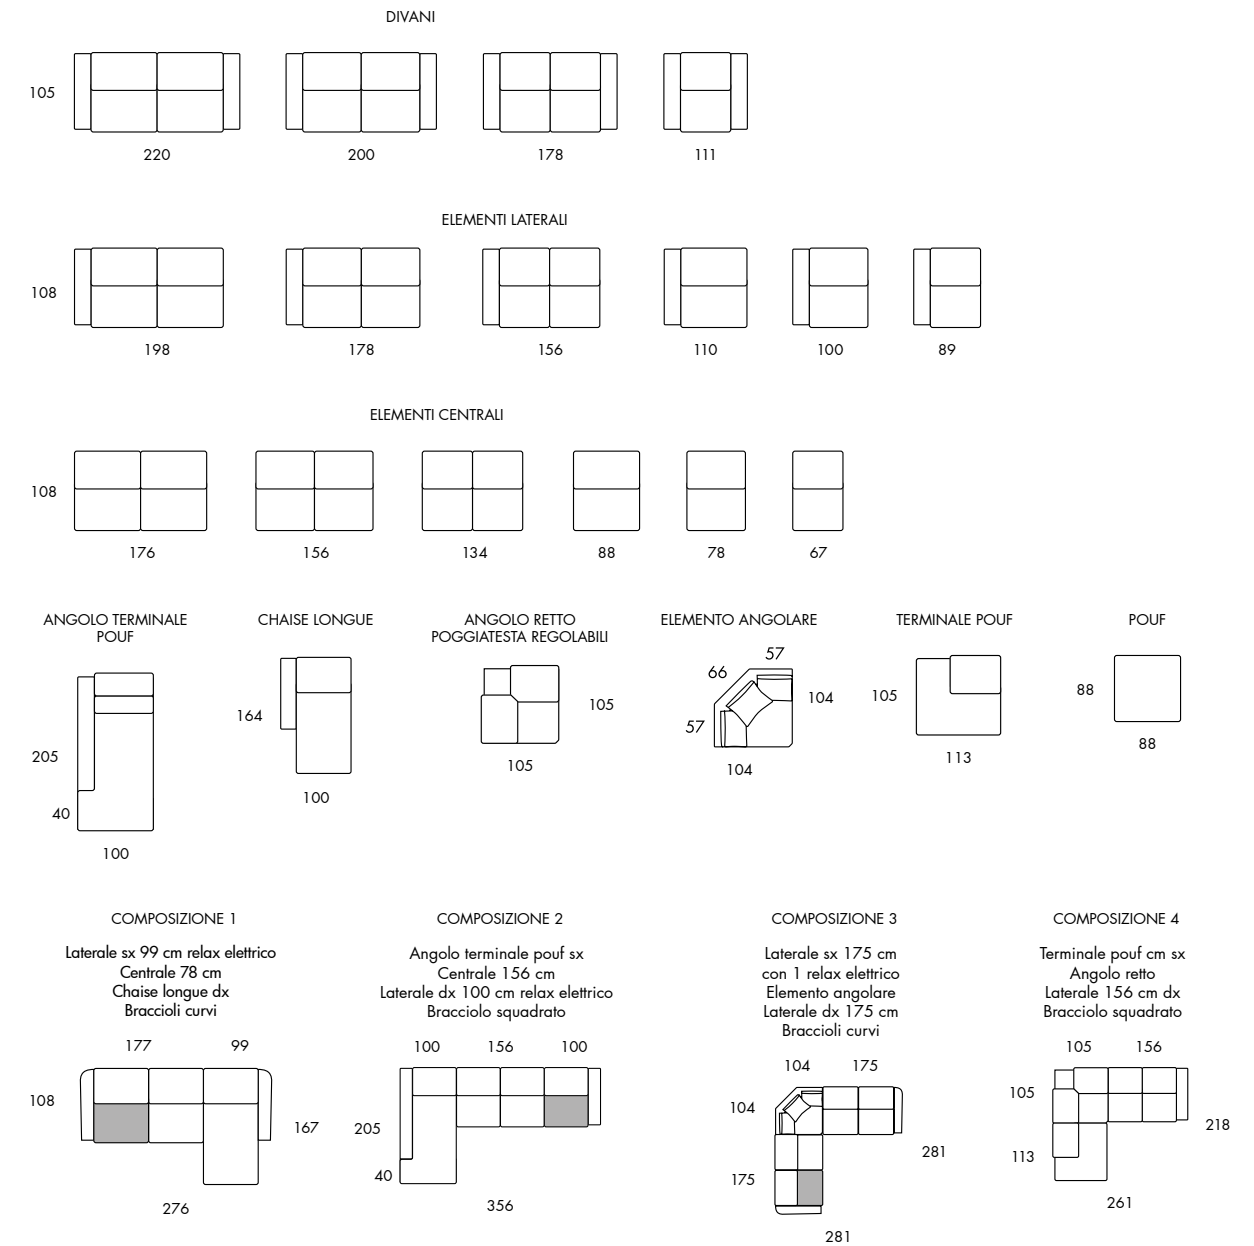 DIVANI
105
220
200
178
111
ELEMENTI LATERALI
108
198
178
156
110
100
89
ELEMENTI CENTRALI
108
176
156
134
88
78
67
ANGOLO TERMINALE
POUF
205
40
100
CHAISE LONGUE
164
100
ANGOLO RETTO
POGGIATESTA REGOLABILI
105
105
ELEMENTO ANGOLARE
57
66
104
57
104
TERMINALE POUF
105
113
POUF
88
88
COMPOSIZIONE 1
Laterale sx 99 cm relax elettrico
Centrale 78 cm
Chaise longue dx
Braccioli curvi
177
99
108
167
276
COMPOSIZIONE 2
Angolo terminale pouf sx
Centrale 156 cm
Laterale dx 100 cm relax elettrico
Bracciolo squadrato
100
156
100
205
40
356
COMPOSIZIONE 3
Laterale sx 175 cm
con 1 relax elettrico
Elemento angolare
Laterale dx 175 cm
Braccioli curvi
104
175
104
281
175
281
COMPOSIZIONE 4
Terminale pouf cm sx
Angolo retto
Laterale 156 cm dx
Bracciolo squadrato
105
156
105
218
113
261